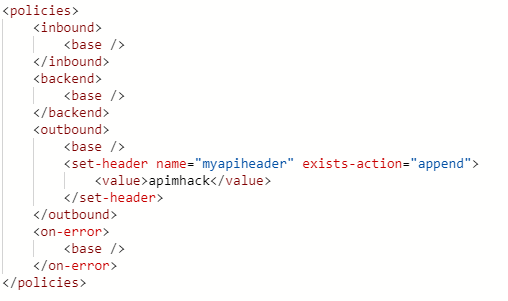 <policies>
    <inbound>
        <base />
    </inbound>
    <backend>
        <base />
    </backend>
    <outbound>
        <base />
        <set-header name="myapiheader" exists-action="append">
            <value>apimhack</value>
        </set-header>
    </outbound>
    <on-error>
        <base />
    </on-error>
</policies>